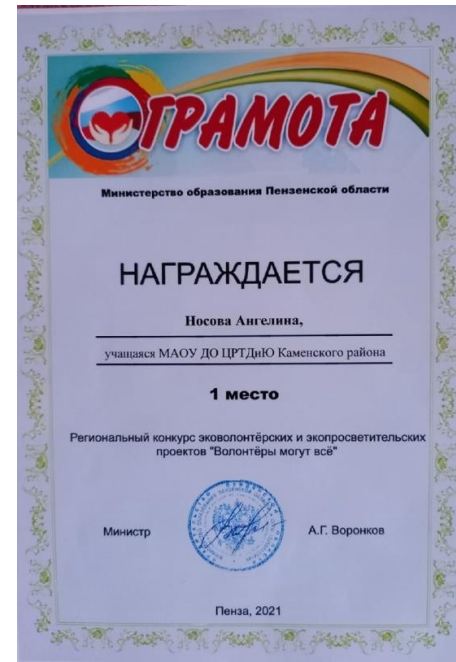 ГРАМОТА
Министерство образования Пензенской области
НАГРАЖДАЕТСЯ
Носова Ангелина,
учащаяся МАОУ ДО ЦРТДиЮ Каменского района
1 место
Региональный конкурс эковолонтёрских и экопросветительских
проектов "Волонтёры могут всё"
Министр
А.Г. Воронков
Пенза, 2021